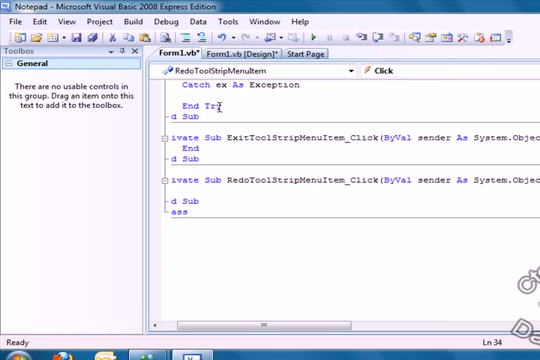 Notepad - Microsoft Visual Basic 2008 Express Edition
File Edit View Project Build Debug Data Tools Window Help
Toolbox
General
There are no usable controls in this group. Drag an item onto this text to add it to the toolbox.
Form1.vb* Form1.vb [Design]* Start Page
RedoToolStripMenuItem Click
Catch ex As Exception
End Try
d Sub
ivate Sub ExitToolStripMenuItem_Click(ByVal sender As System.Objec
End
d Sub
ivate Sub RedoToolStripMenuItem_Click(ByVal sender As System.Objec
d Sub
ass
Ready Ln 34